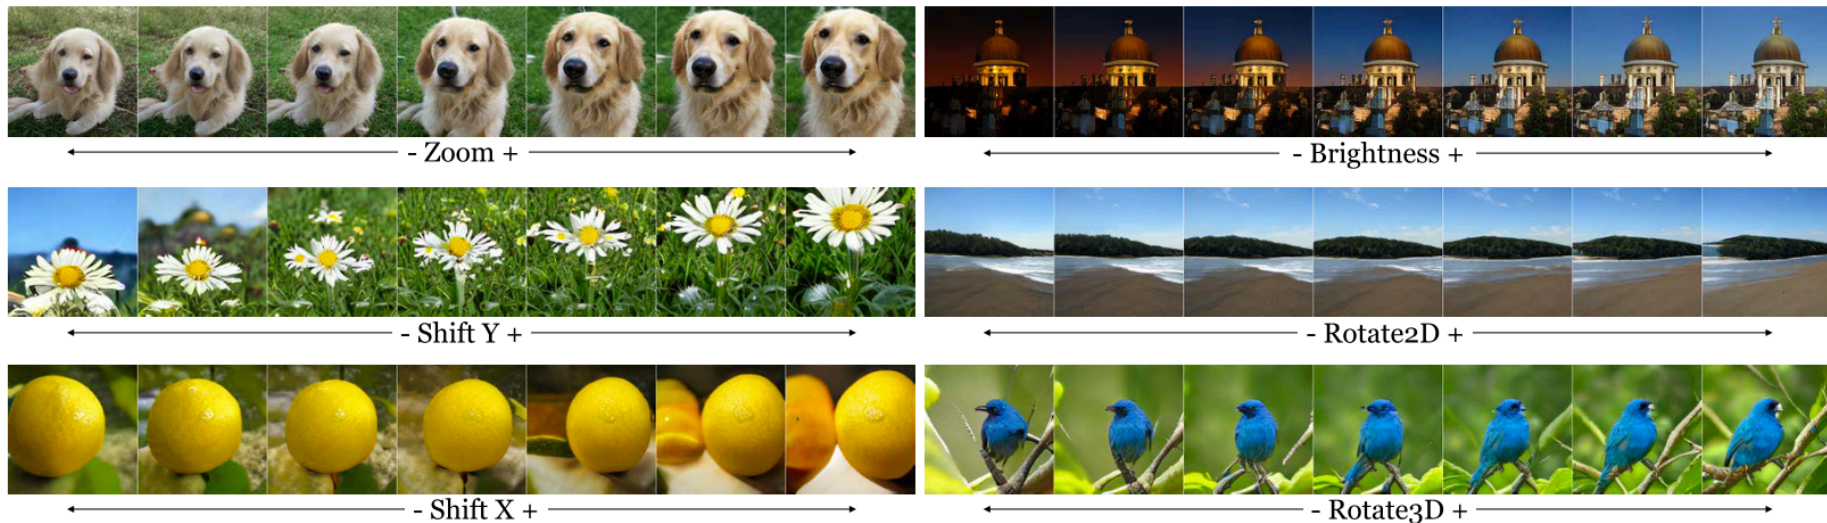 - Zoom +
- Brightness +
- Shift Y +
- Rotate2D +
- Shift X +
- Rotate3D +